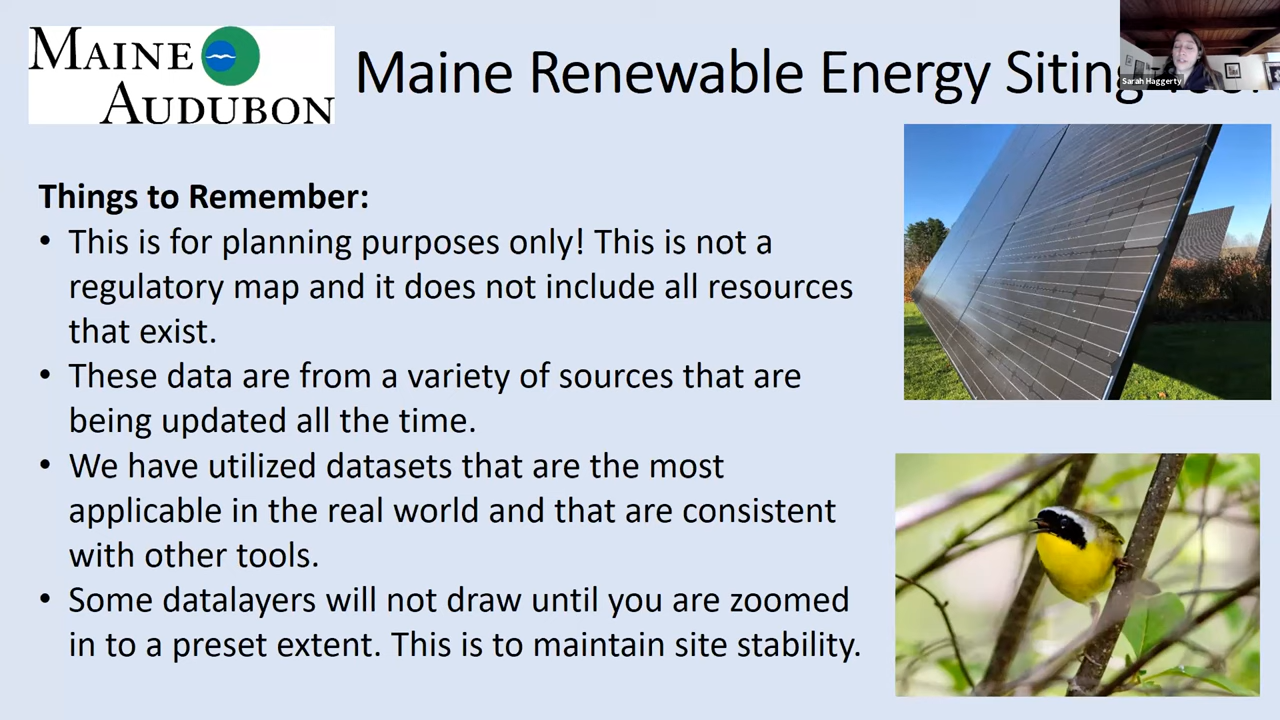 MAINE
AUDUBON
Maine Renewable Energy Siting
Sarah Haggerty
Things to Remember:
• This is for planning purposes only! This is not a
regulatory map and it does not include all resources
that exist.
• These data are from a variety of sources that are
being updated all the time.
• We have utilized datasets that are the most
applicable in the real world and that are consistent
with other tools.
• Some datalayers will not draw until you are zoomed
in to a preset extent. This is to maintain site stability.